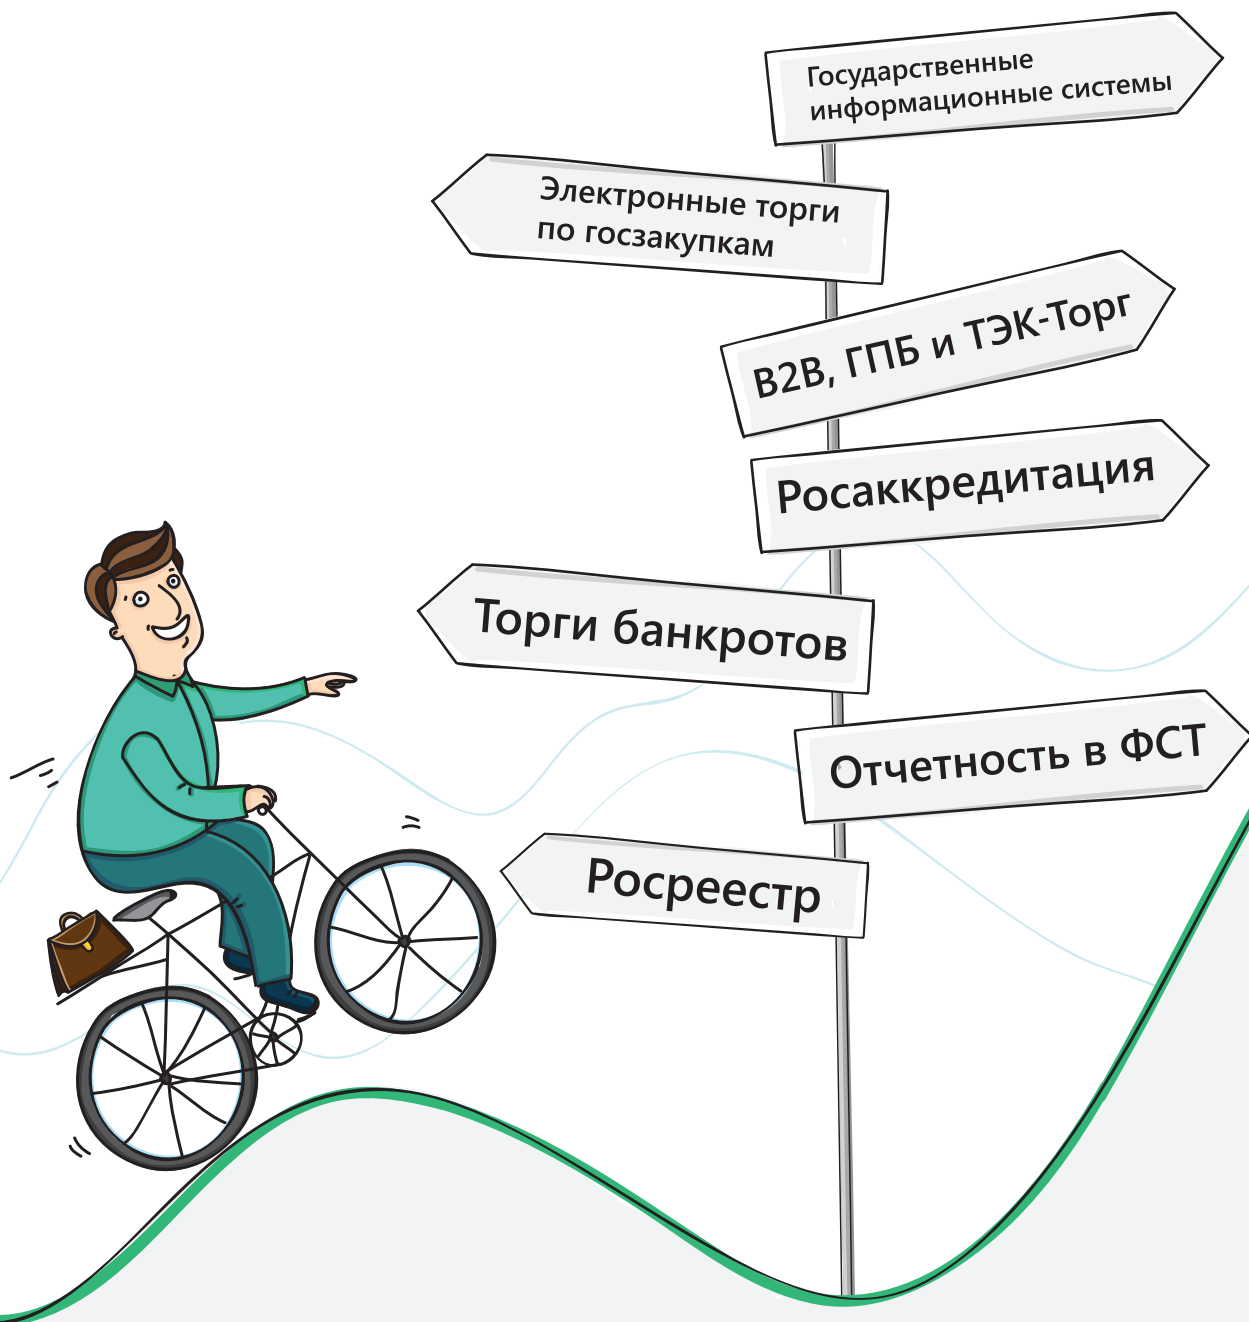 Государственные
информационные системы
Электронные торги
по госзакупкам
B2B, ГПБ и ТЭК-Торг
Росаккредитация
Торги банкротов
Отчетность в ФСТ
Росреестр